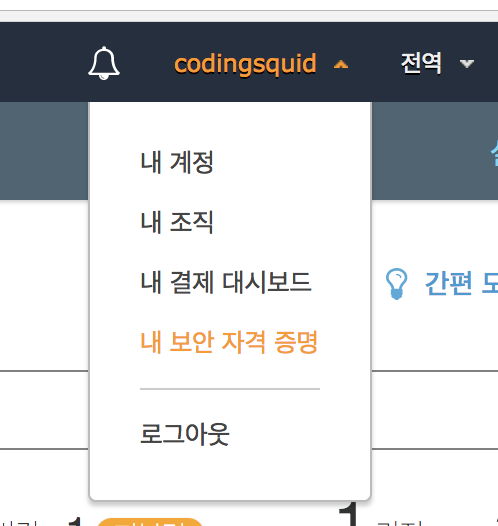 codingsquid 전역
내 계정
내 조직
내 결제 대시보드
간편
내 보안 자격 증명
로그아웃
1
1